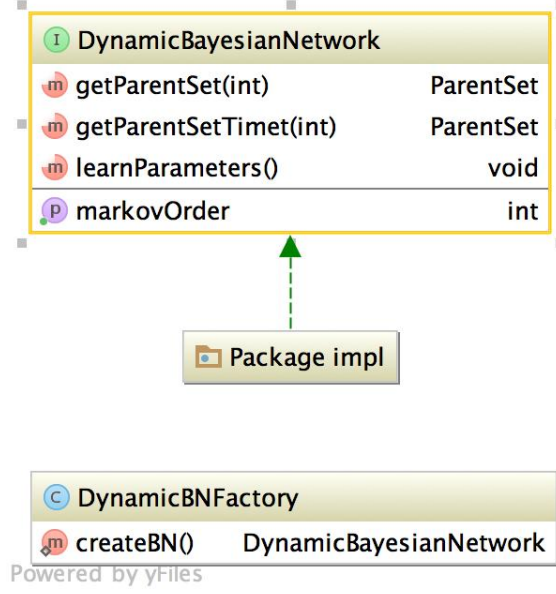 I DynamicBayesianNetwork
m getParentSet(int) ParentSet
m getParentSetTimet(int) ParentSet
m learnParameters() void
p markovOrder int
Package impl
C DynamicBNFactory
m createBN() DynamicBayesianNetwork
Powered by yFiles